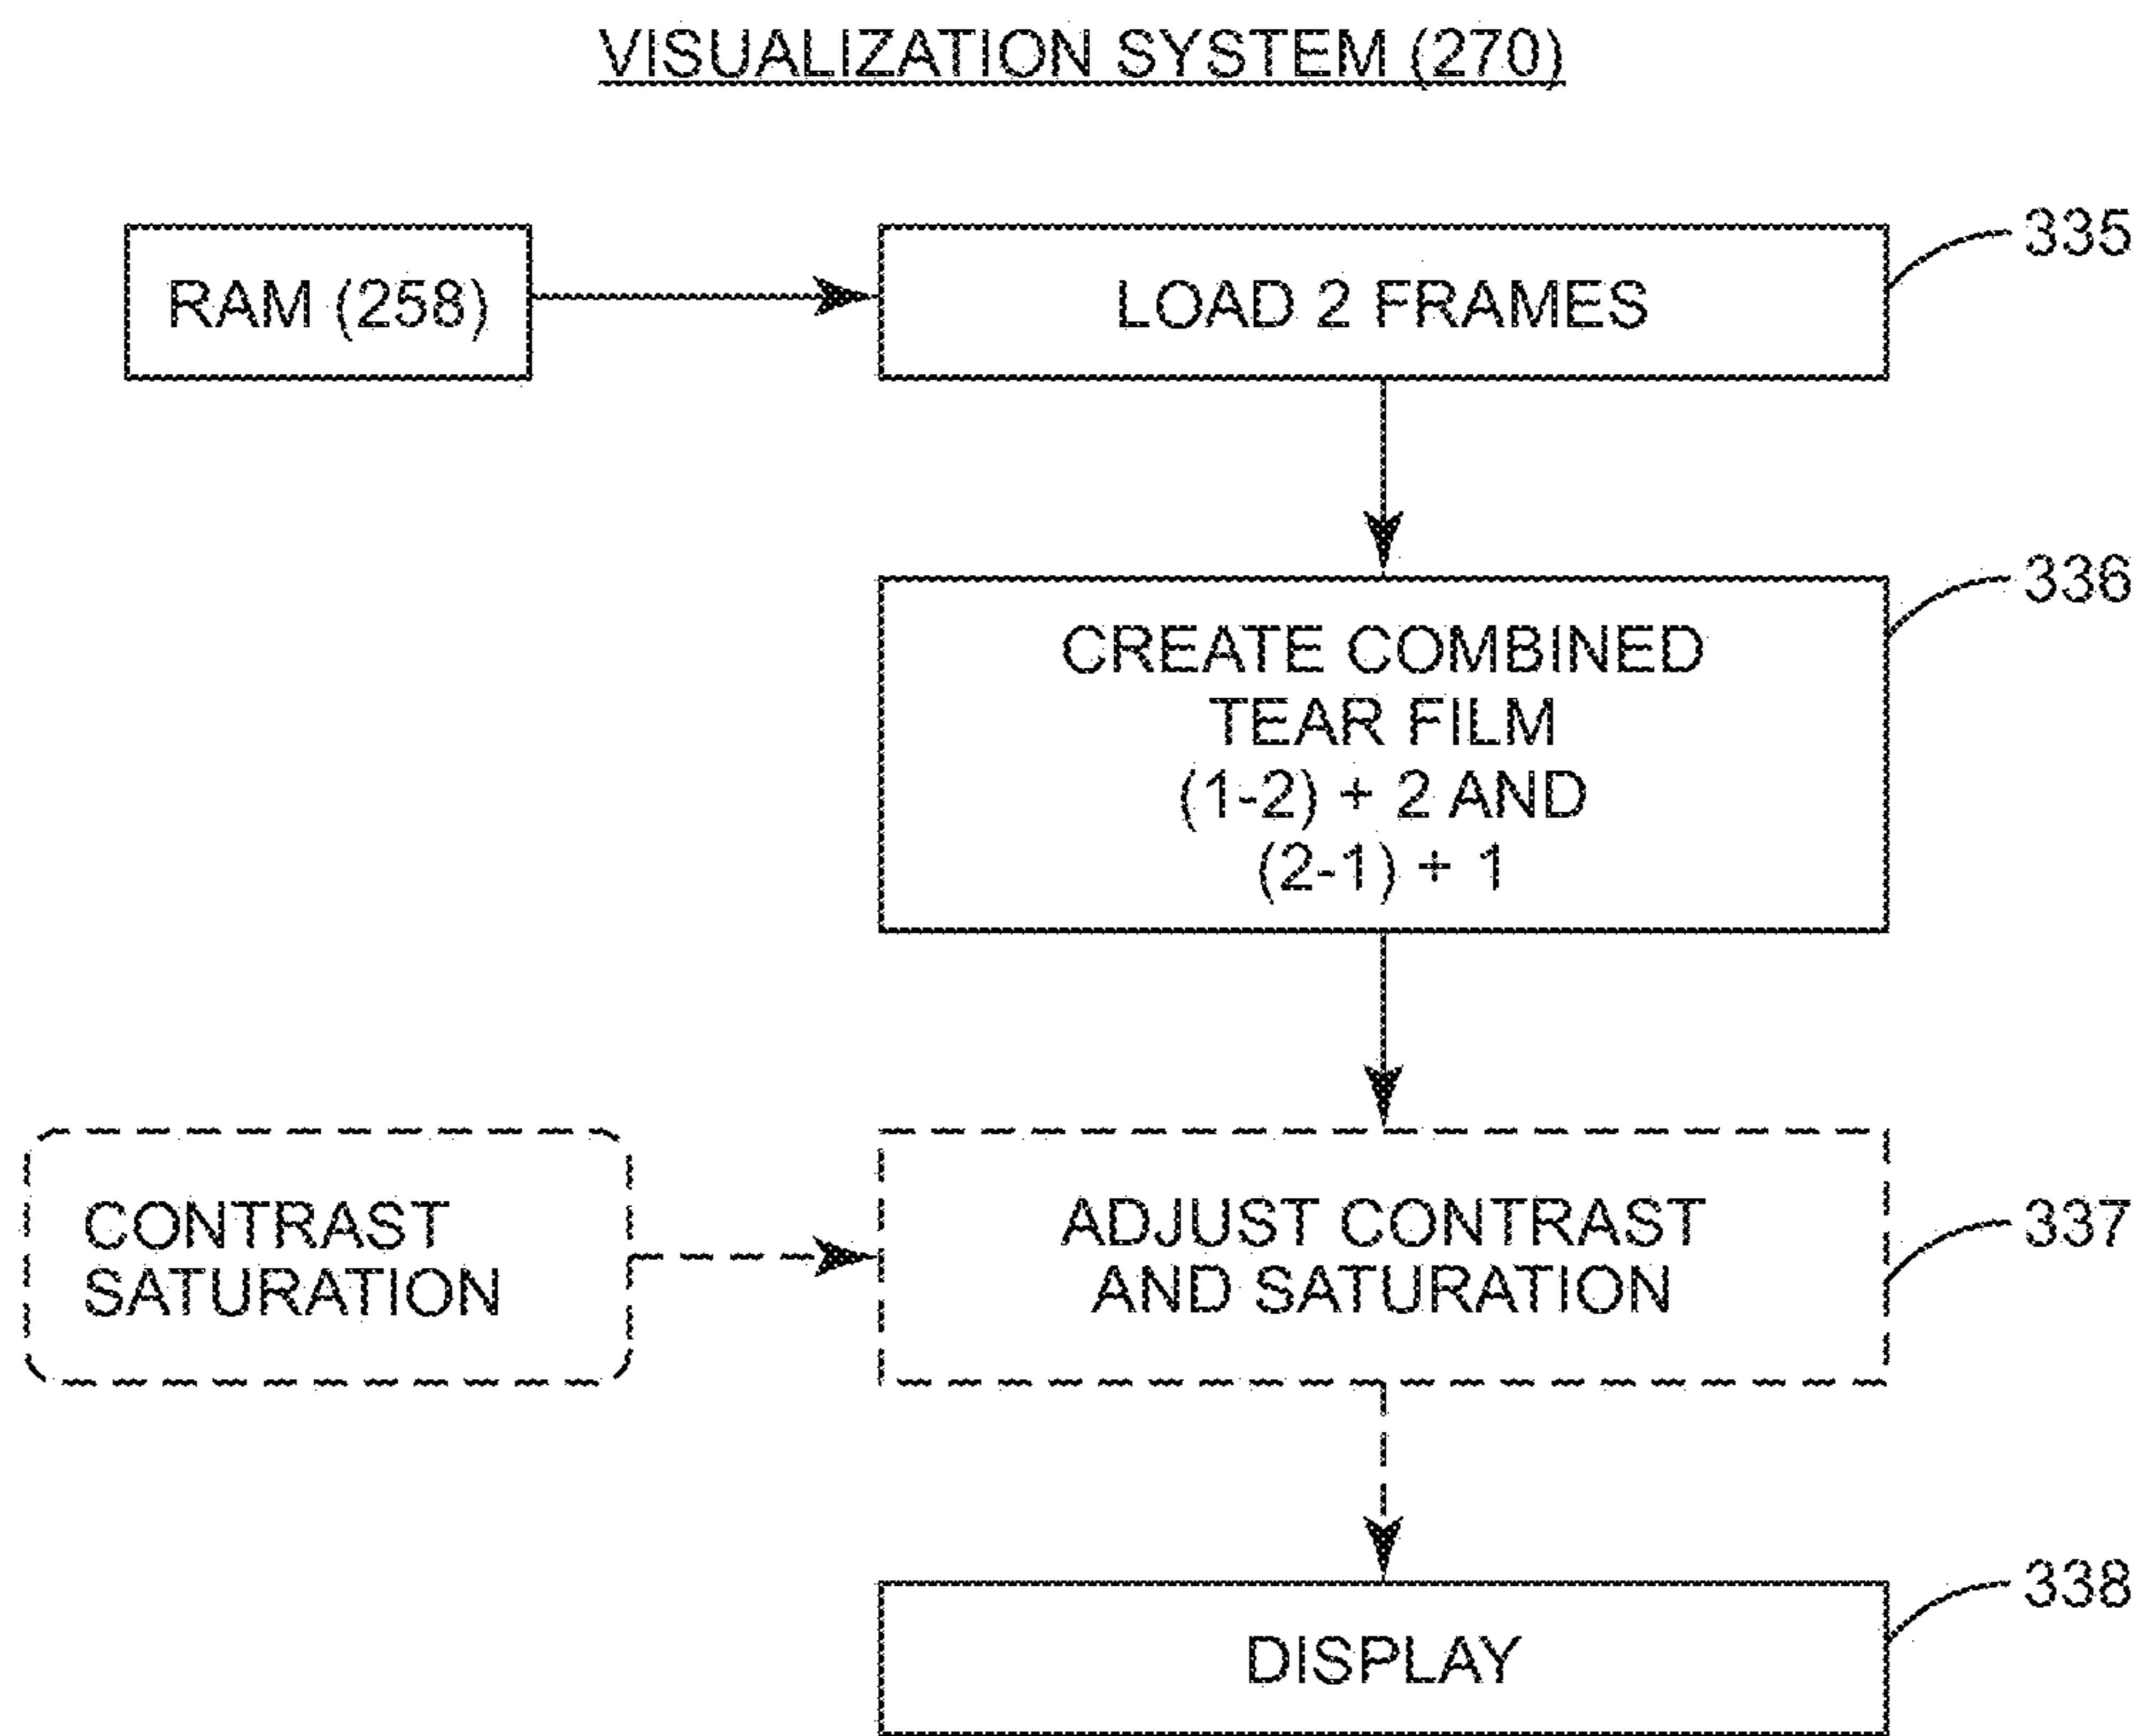 VISUALIZATION SYSTEM (270)
RAM (258)
LOAD 2 FRAMES
335
CREATE COMBINED
TEAR FILM
(1-2) + 2 AND
(2-1) + 1
336
CONTRAST
SATURATION
ADJUST CONTRAST
AND SATURATION
337
DISPLAY
338